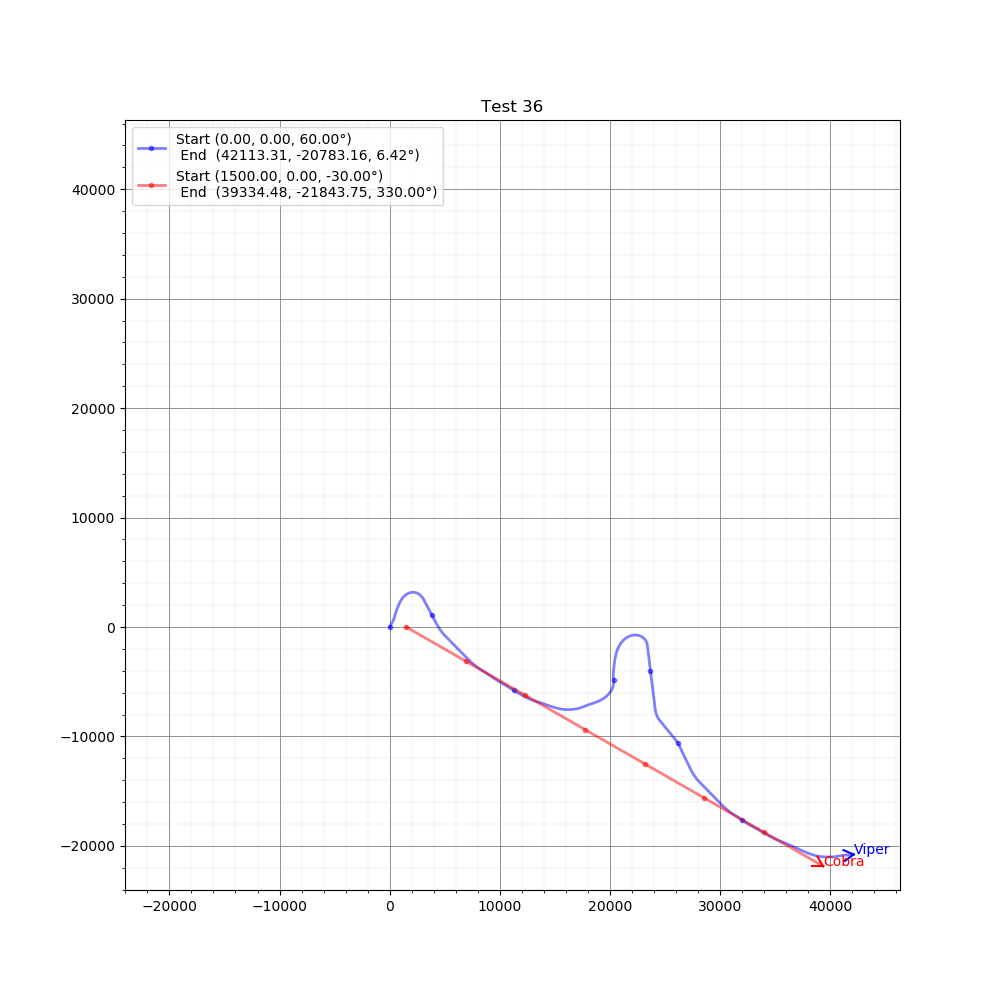 Test 36
Start (0.00, 0.00, 60.00°)
End (42113.31, -20783.16, 6.42°)
Start (1500.00, 0.00, -30.00°)
End (39334.48, -21843.75, 330.00°)
40000
30000
20000
10000
0
−10000
−20000
Viper
Cobra
−20000 −10000 0 10000 20000 30000 40000